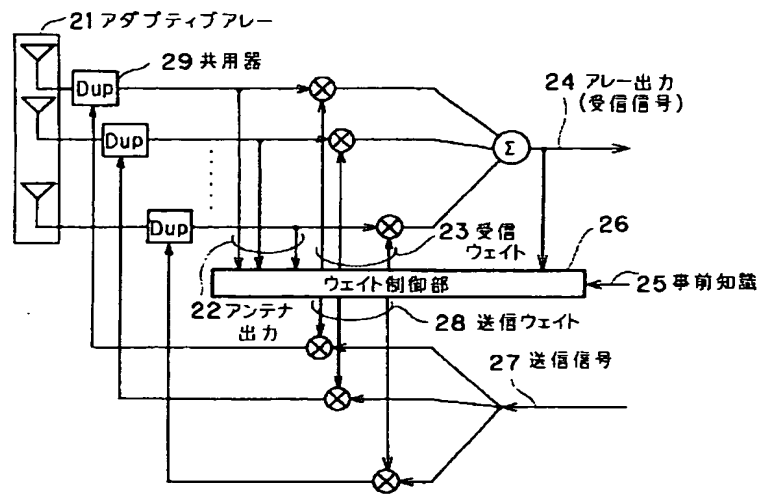 21 アダプティブアレー
29 共用器
Dup
24 アレー出力
(受信信号)
Dup
Σ
Dup
23 受信
ウェイト
26
22 アンテナ
出力
ウェイト制御部
25 事前知識
28 送信ウェイト
27 送信信号